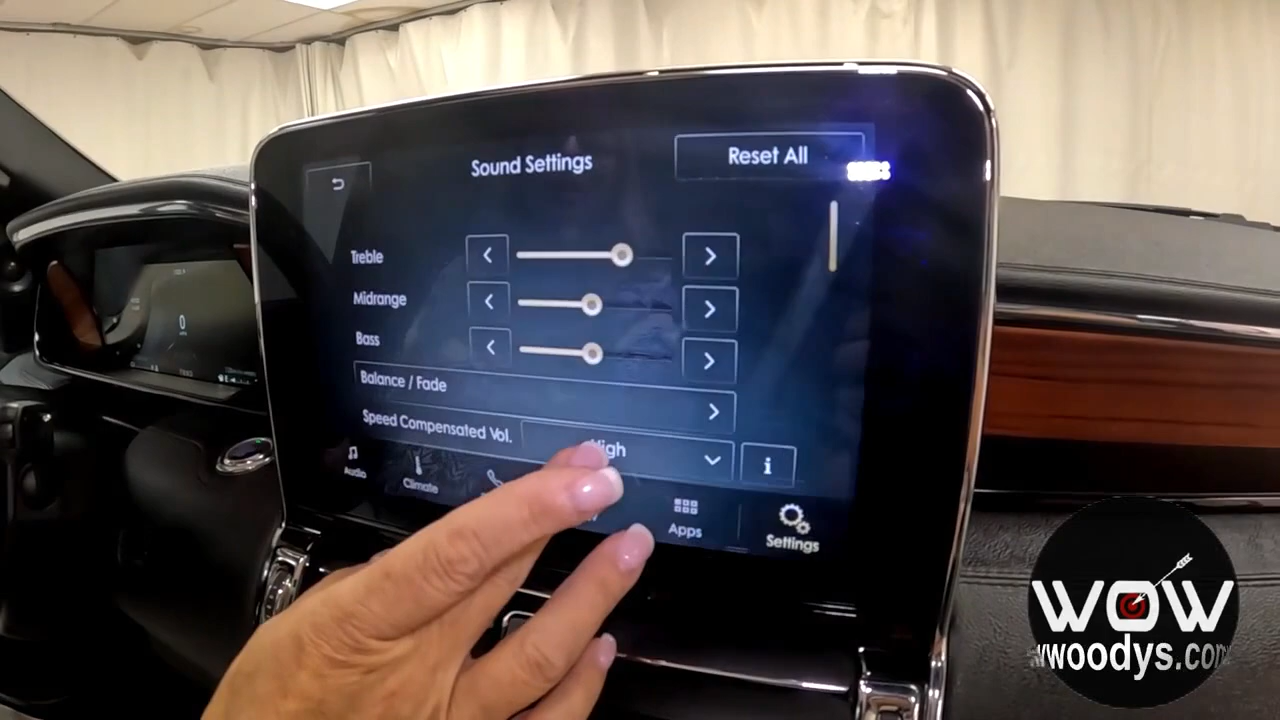 Sound Settings
Reset All
Treble
Midrange
Bass
Balance / Fade
Speed Compensated Vol.
High
i
Audio
Climate
Apps
Settings
0
WOW
wwoodys.com